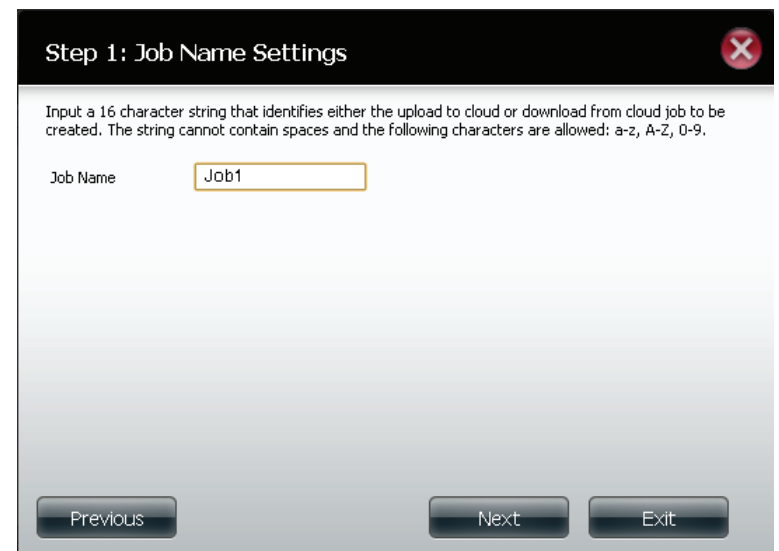 Step 1: Job Name Settings
Input a 16 character string that identifies either the upload to cloud or download from cloud job to be
created. The string cannot contain spaces and the following characters are allowed: a-z, A-Z, 0-9.
Job Name
Job1
Previous
Next
Exit